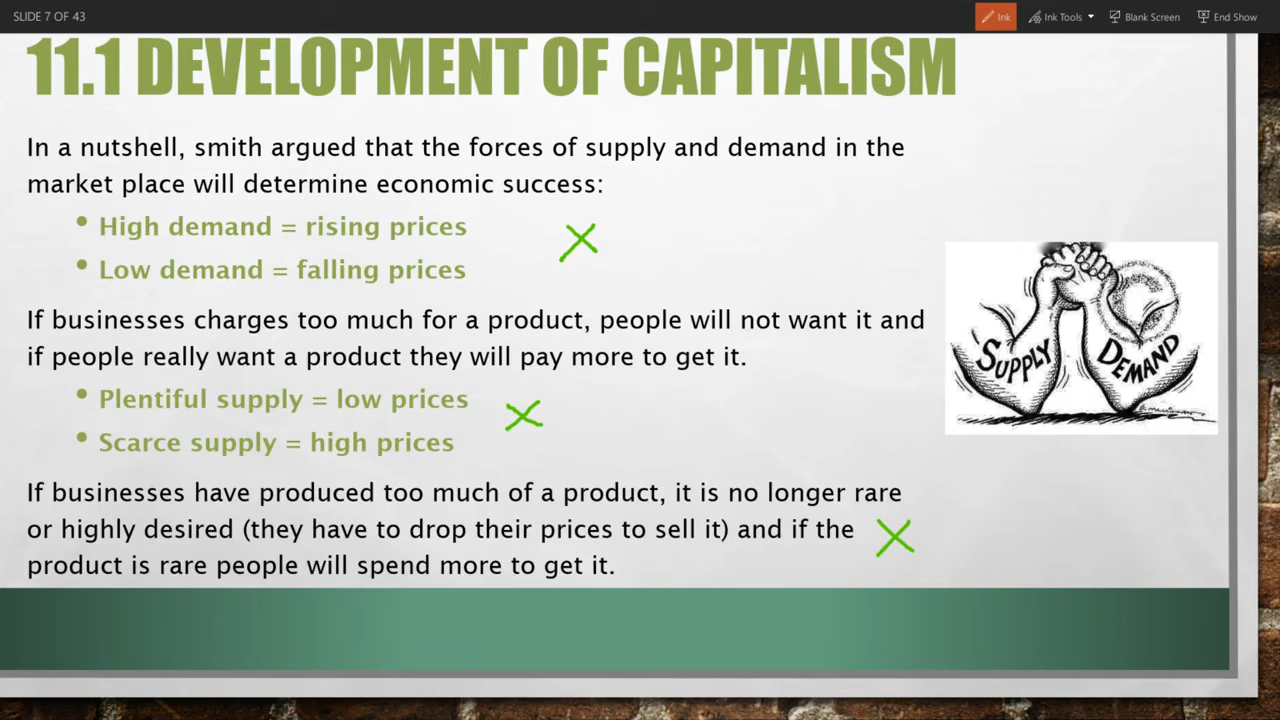 SLIDE 7 OF 43
Ink
Ink Tools
Blank Screen
End Show
11.1 DEVELOPMENT OF CAPITALISM
In a nutshell, smith argued that the forces of supply and demand in the
market place will determine economic success:
• High demand = rising prices
• Low demand = falling prices
If businesses charges too much for a product, people will not want it and
if people really want a product they will pay more to get it.
• Plentiful supply = low prices
• Scarce supply = high prices
If businesses have produced too much of a product, it is no longer rare
or highly desired (they have to drop their prices to sell it) and if the
product is rare people will spend more to get it.
SUPPLY
DEMAND